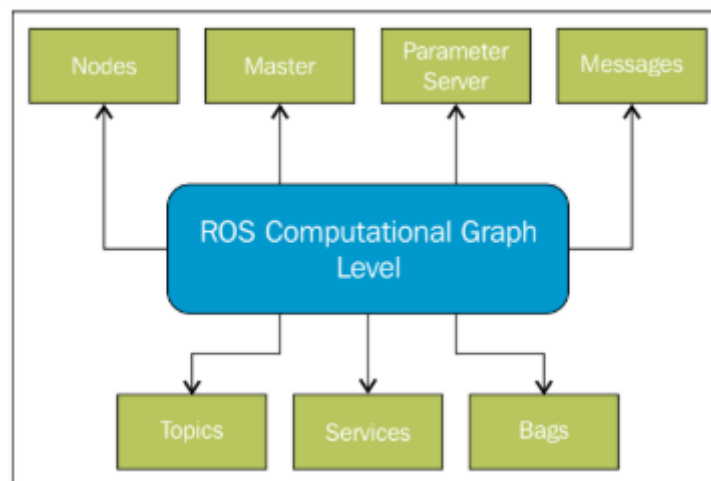 Nodes
Master
Parameter
Server
Messages
ROS Computational Graph
Level
Topics
Services
Bags